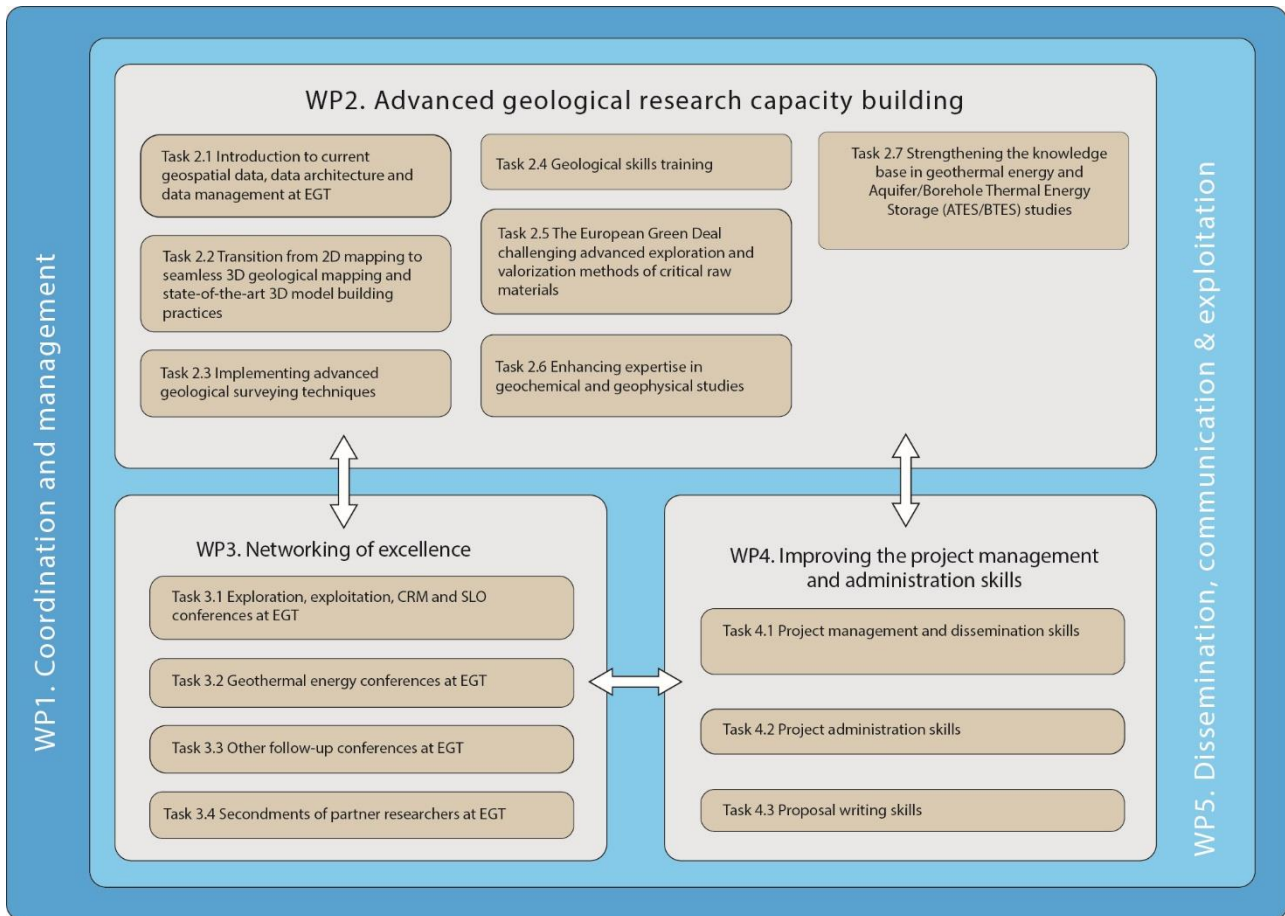 WP1. Coordination and management
WP2. Advanced geological research capacity building
Task 2.1 Introduction to current
geospatial data, data architecture and
data management at EGT
Task 2.2 Transition from 2D mapping to
seamless 3D geological mapping and
state-of-the-art 3D model building
practices
Task 2.3 Implementing advanced
geological surveying techniques
Task 2.4 Geological skills training
Task 2.5 The European Green Deal
challenging advanced exploration and
valorization methods of critical raw
materials
Task 2.6 Enhancing expertise in
geochemical and geophysical studies
Task 2.7 Strengthening the knowledge
base in geothermal energy and
Aquifer/Borehole Thermal Energy
Storage (ATES/BTES) studies
WP3. Networking of excellence
Task 3.1 Exploration, exploitation, CRM and SLO
conferences at EGT
Task 3.2 Geothermal energy conferences at EGT
Task 3.3 Other follow-up conferences at EGT
Task 3.4 Secondments of partner researchers at EGT
WP4. Improving the project management
and administration skills
Task 4.1 Project management and dissemination skills
Task 4.2 Project administration skills
Task 4.3 Proposal writing skills
WP5. Dissemination, communication & exploitation